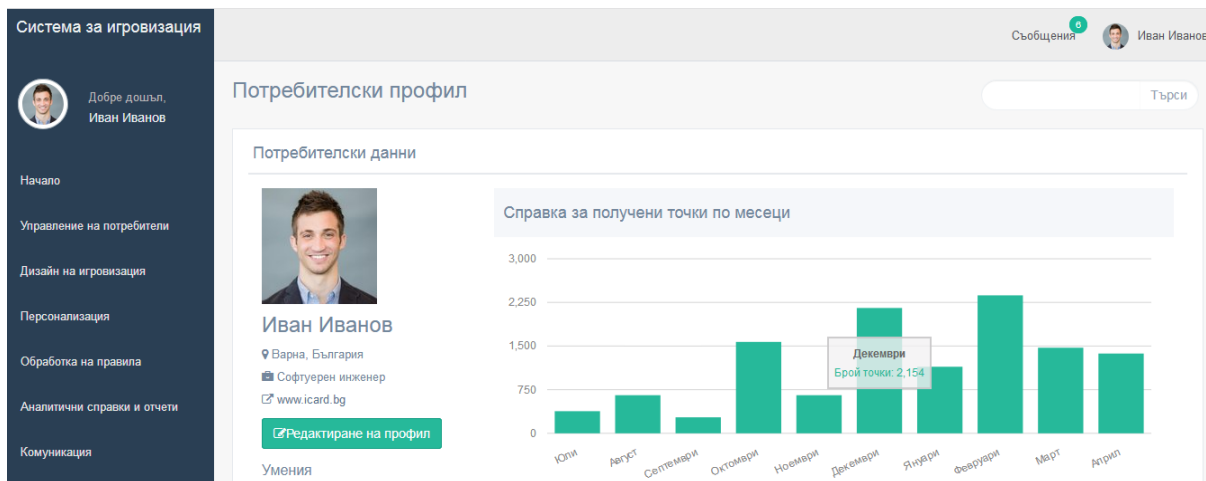 Система за игровизация
6
Съобщения
Иван Иванов
Добре дошъл,
Иван Иванов
Потребителски профил
Търси
Потребителски данни
Начало
Управление на потребители
Дизайн на игровизация
Персонализация
Обработка на правила
Аналитични справки и отчети
Комуникация
Иван Иванов
Варна, България
Софтуерен инженер
www.icard.bg
Редактиране на профил
Умения
Справка за получени точки по месеци
3,000
2,250
1,500
750
0
Декември
Брой точки: 2,154
Юли
Август
Септември
Октомври
Ноември
Декември
Януари
Февруари
Март
Април